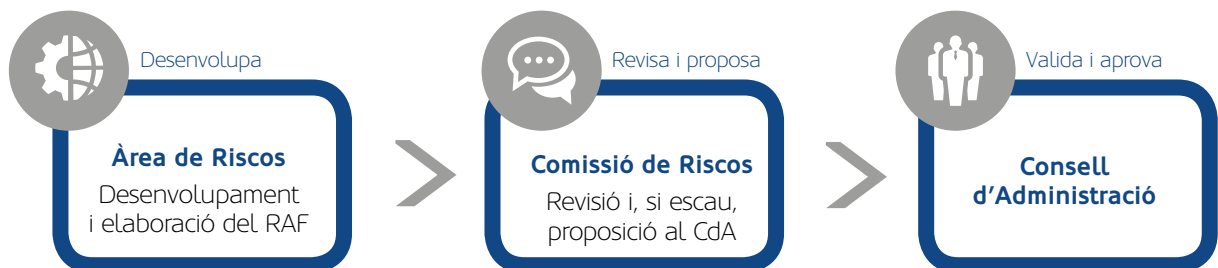 Desenvolupa
Àrea de Riscos
Desenvolupament
i elaboració del RAF
Revisa i proposa
Comissió de Riscos
Revisió i, si escau,
proposició al CdA
Valida i aprova
Consell
d'Administració